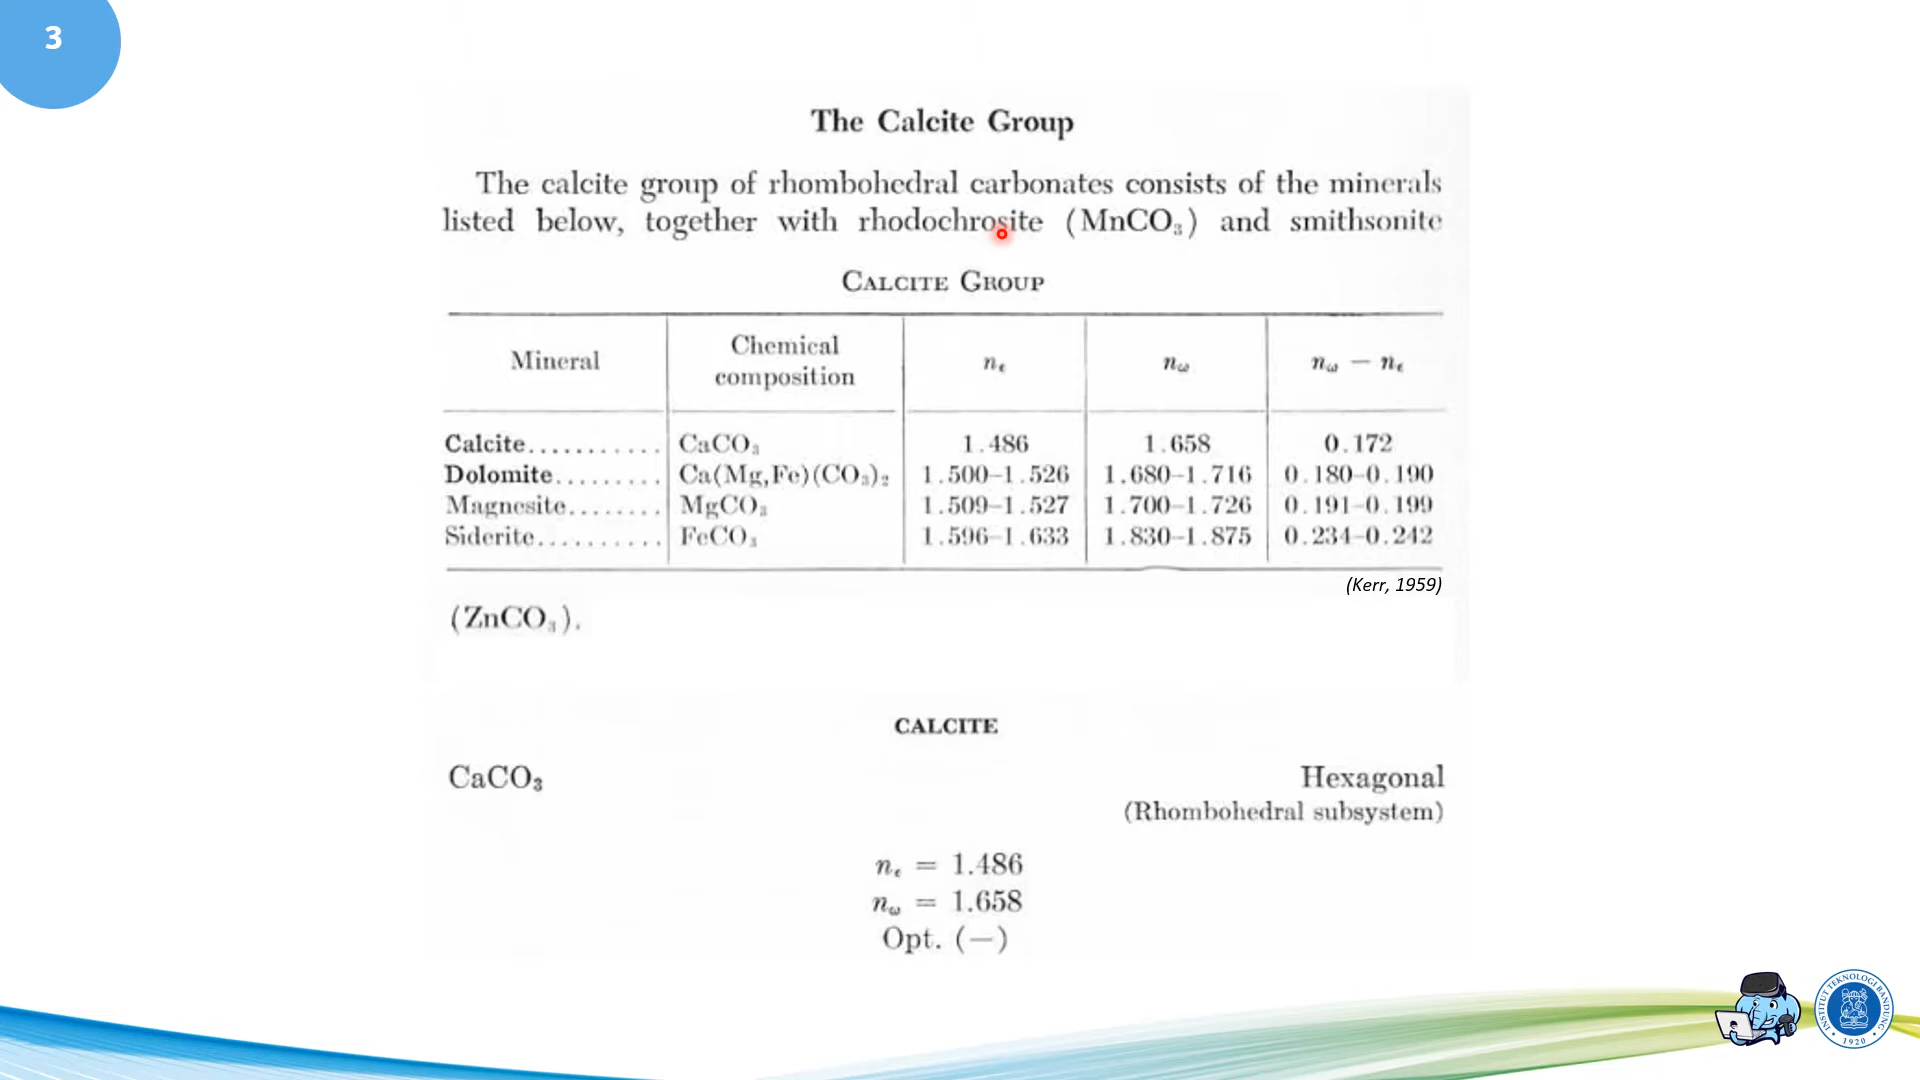 3
The Calcite Group
The calcite group of rhombohedral carbonates consists of the minerals
listed below, together with rhodochrosite (MnCO₃) and smithsonite
CALCITE GROUP
Mineral Chemical composition nε nω nω — nε
Calcite........... CaCO₃ 1.486 1.658 0.172
Dolomite......... Ca(Mg,Fe)(CO₃)₂ 1.500–1.526 1.680–1.716 0.180–0.190
Magnesite........ MgCO₃ 1.509–1.527 1.700–1.726 0.191–0.199
Siderite.......... FeCO₃ 1.596–1.633 1.830–1.875 0.234–0.242
(Kerr, 1959)
(ZnCO₃).
CALCITE
CaCO₃ Hexagonal
(Rhombohedral subsystem)
nε = 1.486
nω = 1.658
Opt. (—)
INSTITUT TEKNOLOGI BANDUNG
1920